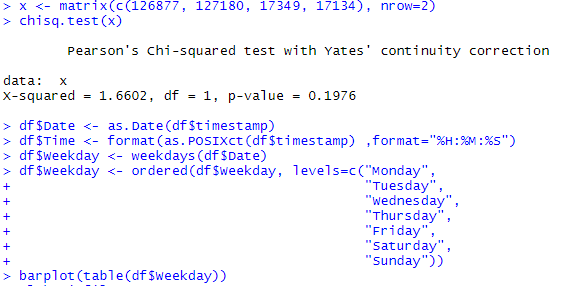 > x <- matrix(c(126877, 127180, 17349, 17134), nrow=2)
> chisq.test(x)
Pearson's Chi-squared test with Yates' continuity correction
data:  x
X-squared = 1.6602, df = 1, p-value = 0.1976
> df$Date <- as.Date(df$timestamp)
> df$Time <- format(as.POSIXct(df$timestamp) ,format="%H:%M:%S")
> df$Weekday <- weekdays(df$Date)
> df$Weekday <- ordered(df$Weekday, levels=c("Monday",
+ "Tuesday",
+ "Wednesday",
+ "Thursday",
+ "Friday",
+ "Saturday",
+ "Sunday"))
> barplot(table(df$Weekday))